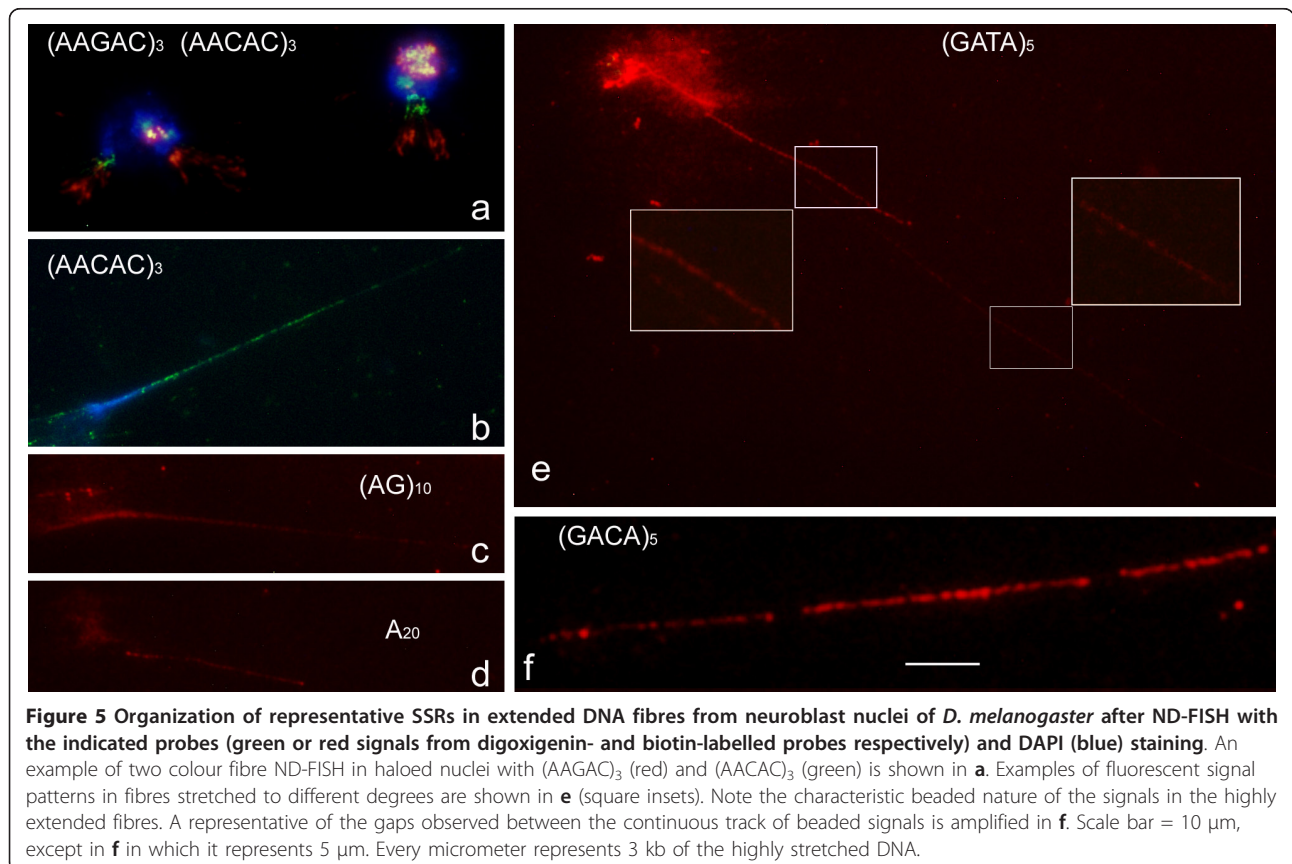 (AAGAC)₃ (AACAC)₃
a
(AACAC)₃
b
(AG)₁₀
c
A₂₀
d
(GATA)₅
e
(GACA)₅
f
Figure 5 Organization of representative SSRs in extended DNA fibres from neuroblast nuclei of D. melanogaster after ND-FISH with
the indicated probes (green or red signals from digoxigenin- and biotin-labelled probes respectively) and DAPI (blue) staining. An
example of two colour fibre ND-FISH in haloed nuclei with (AAGAC)₃ (red) and (AACAC)₃ (green) is shown in a. Examples of fluorescent signal
patterns in fibres stretched to different degrees are shown in e (square insets). Note the characteristic beaded nature of the signals in the highly
extended fibres. A representative of the gaps observed between the continuous track of beaded signals is amplified in f. Scale bar = 10 μm,
except in f in which it represents 5 μm. Every micrometer represents 3 kb of the highly stretched DNA.